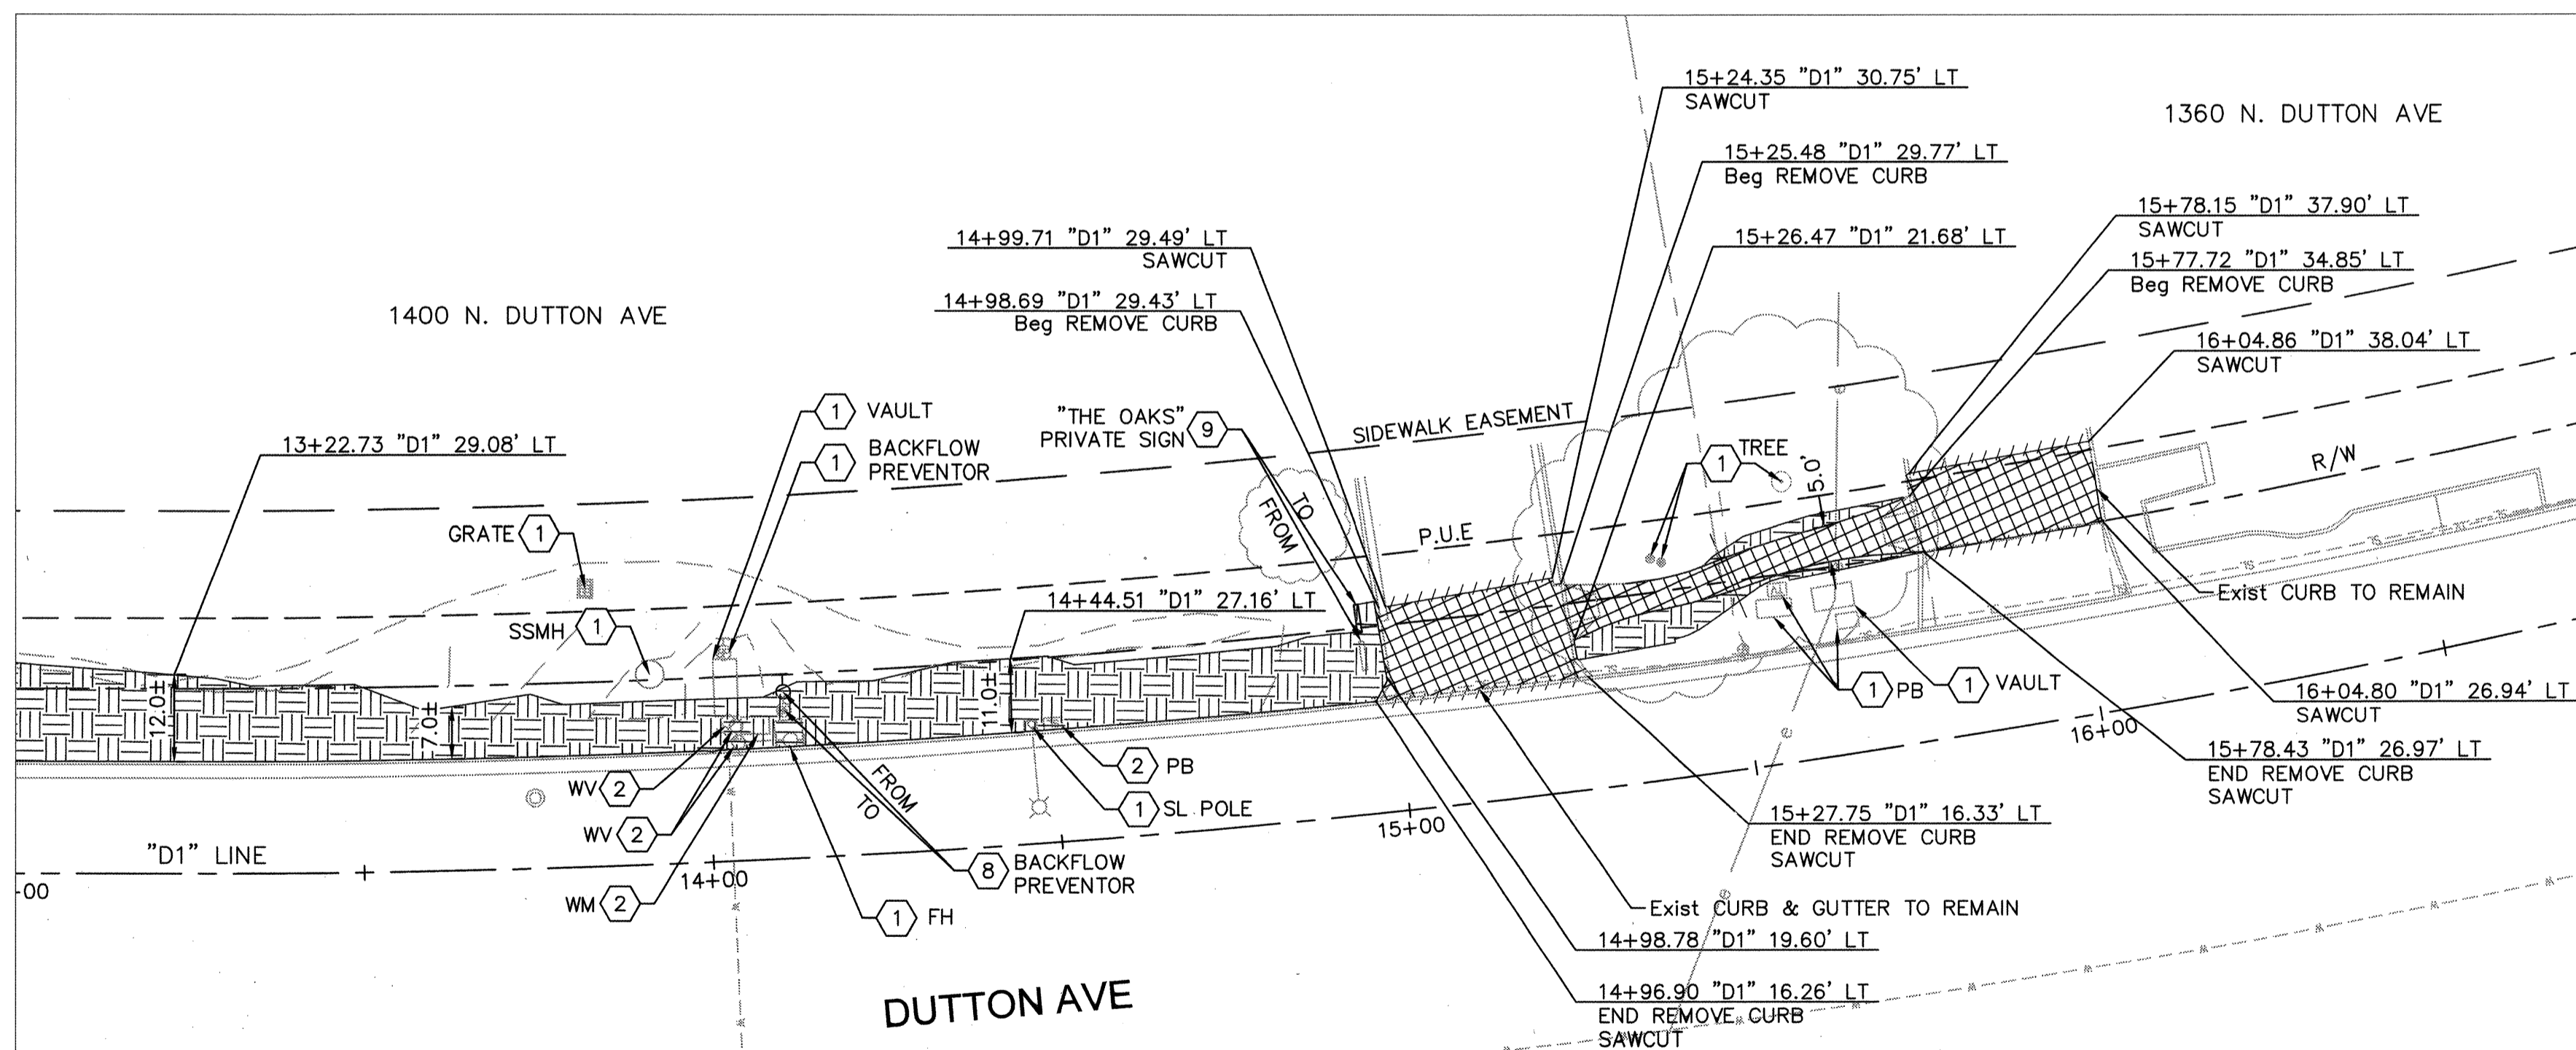 15+24.35 "D1" 30.75' LT
SAWCUT
1360 N. DUTTON AVE
15+25.48 "D1" 29.77' LT
Beg REMOVE CURB
15+78.15 "D1" 37.90' LT
SAWCUT
14+99.71 "D1" 29.49' LT
SAWCUT
15+26.47 "D1" 21.68' LT
15+77.72 "D1" 34.85' LT
Beg REMOVE CURB
14+98.69 "D1" 29.43' LT
Beg REMOVE CURB
1400 N. DUTTON AVE
16+04.86 "D1" 38.04' LT
SAWCUT
1 VAULT
"THE OAKS"
PRIVATE SIGN 9
SIDEWALK EASEMENT
13+22.73 "D1" 29.08' LT
1 BACKFLOW
PREVENTOR
1 TREE
R/W
5.0'
TO
FROM
GRATE 1
P.U.E
14+44.51 "D1" 27.16' LT
Exist CURB TO REMAIN
SSMH 1
1 PB
1 VAULT
16+04.80 "D1" 26.94' LT
SAWCUT
12.0±
7.0±
11.0±
16+00
15+78.43 "D1" 26.97' LT
END REMOVE CURB
SAWCUT
2 PB
WV 2
FROM
TO
1 SL POLE
15+27.75 "D1" 16.33' LT
END REMOVE CURB
SAWCUT
WV 2
15+00
"D1" LINE
8 BACKFLOW
PREVENTOR
14+00
00
WM 2
1 FH
Exist CURB & GUTTER TO REMAIN
14+98.78 "D1" 19.60' LT
DUTTON AVE
14+96.90 "D1" 16.26' LT
END REMOVE CURB
SAWCUT